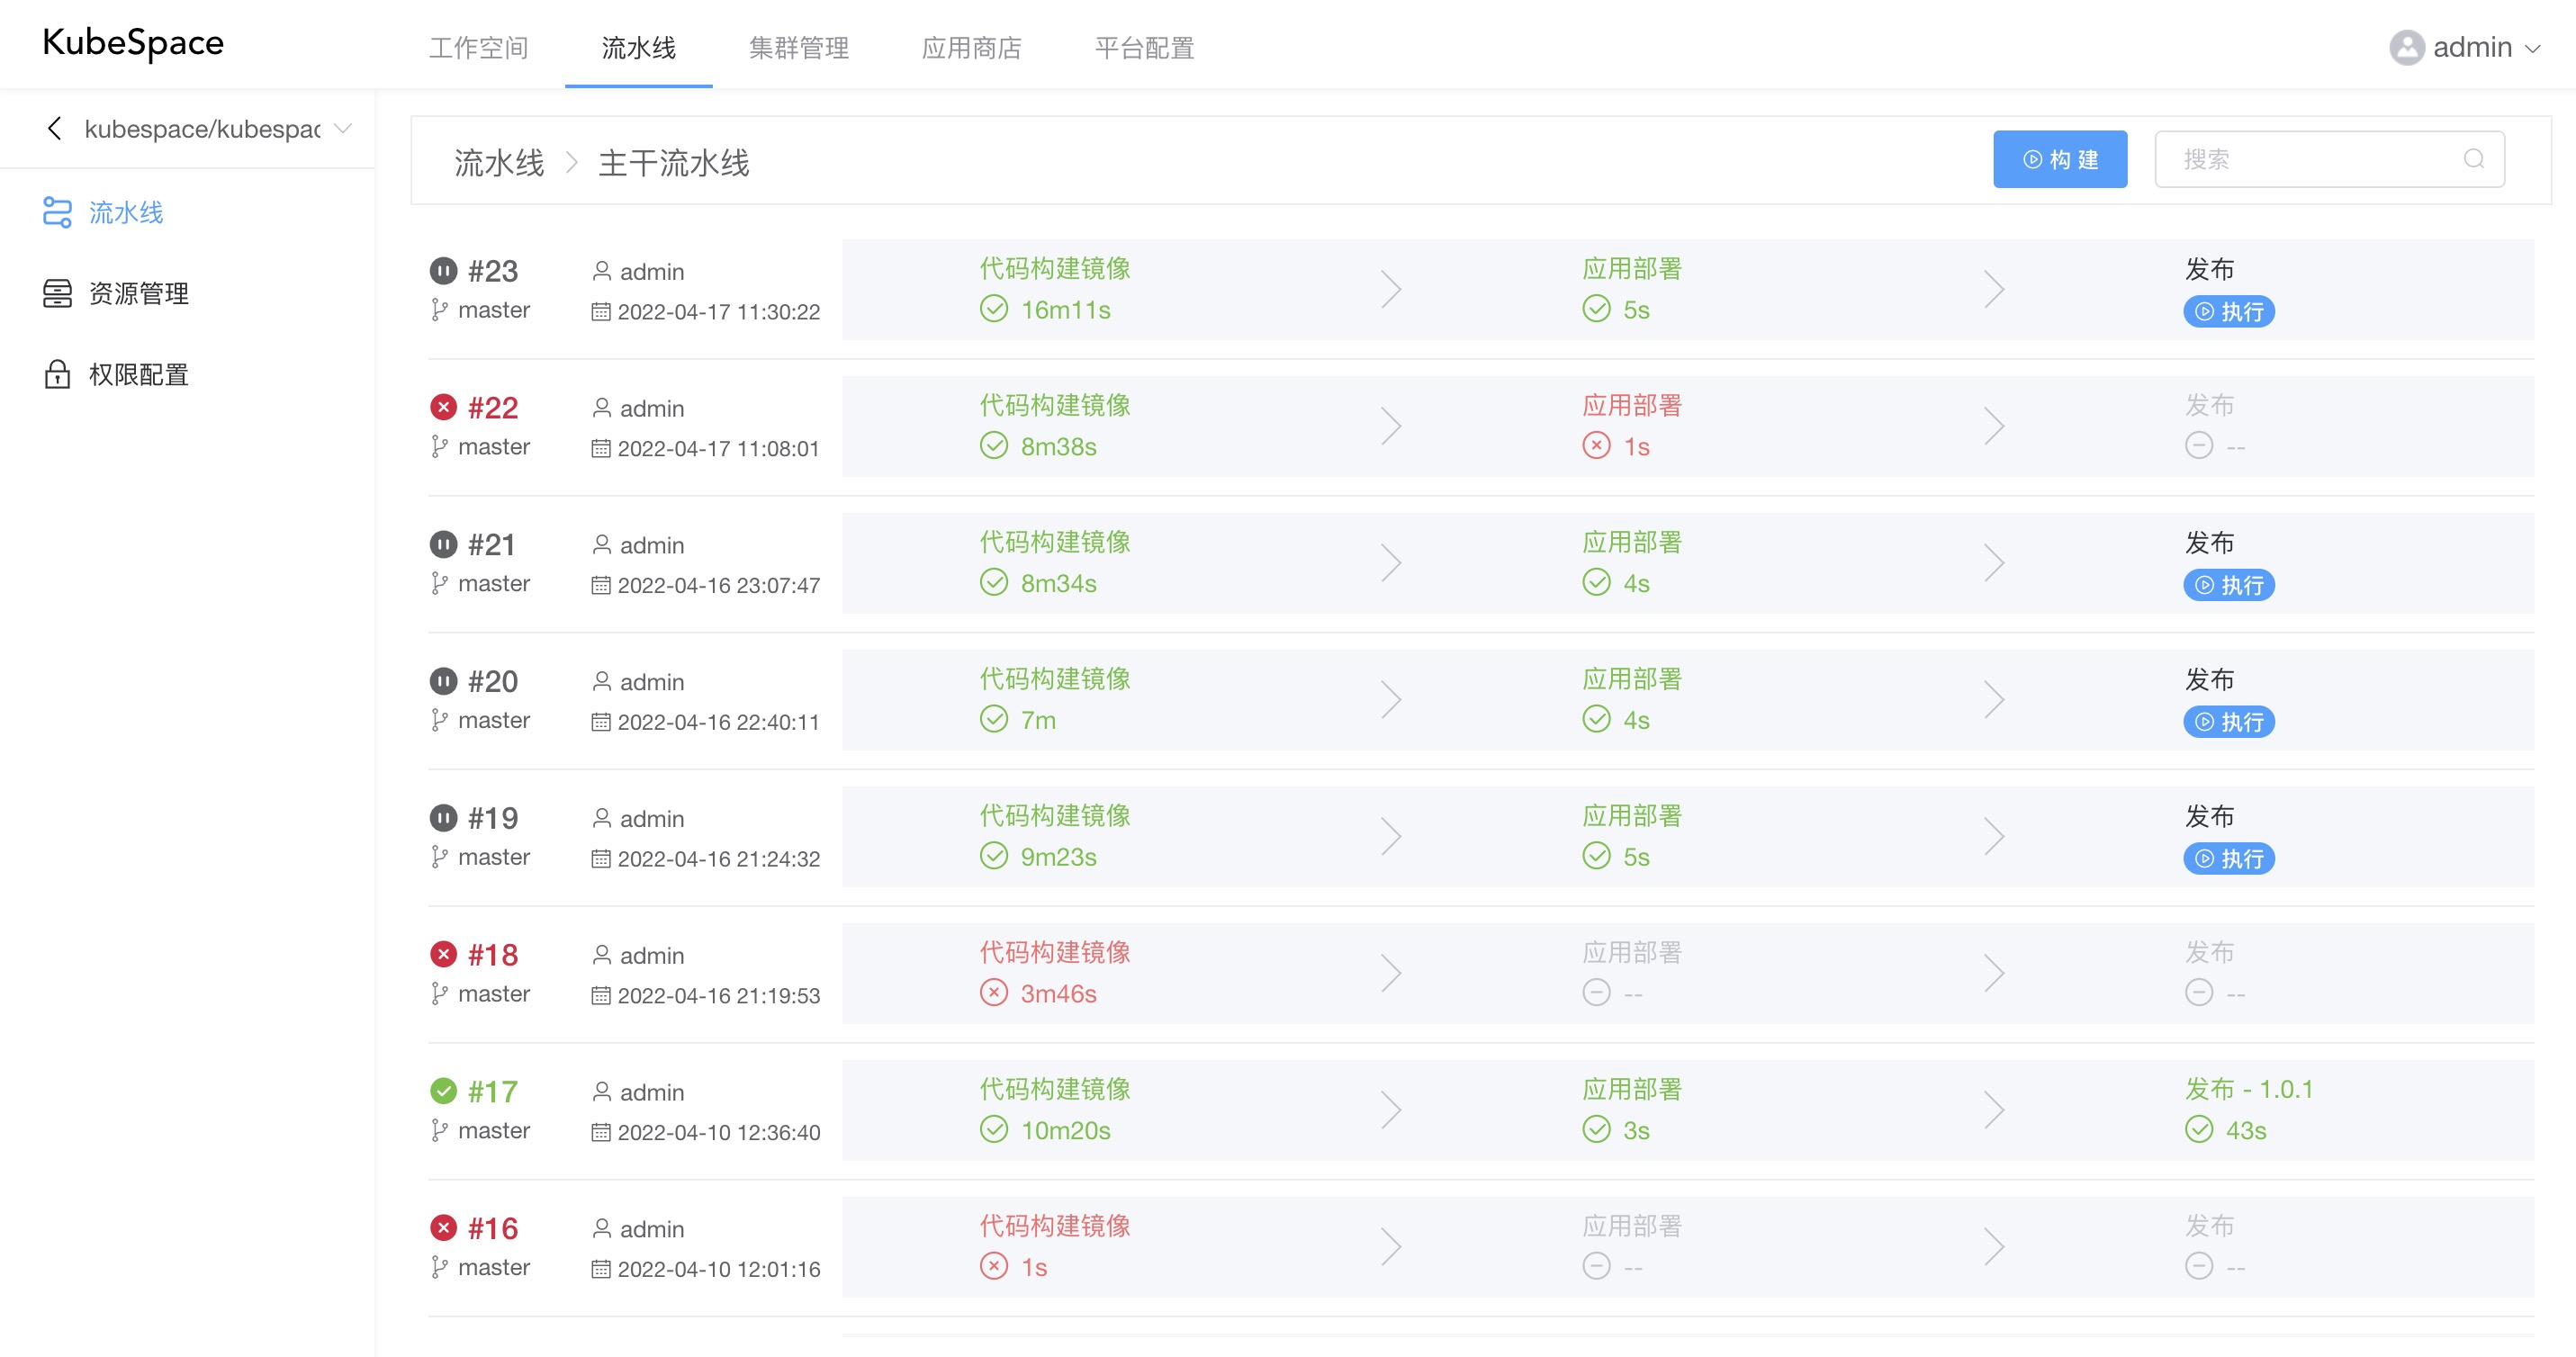 KubeSpace
工作空间 流水线 集群管理 应用商店 平台配置
admin
kubespace/kubespac
流水线
资源管理
权限配置
流水线 主干流水线
构 建
搜索
#23 admin 代码构建镜像 应用部署 发布
master 2022-04-17 11:30:22 16m11s 5s 执行
#22 admin 代码构建镜像 应用部署 发布
master 2022-04-17 11:08:01 8m38s 1s --
#21 admin 代码构建镜像 应用部署 发布
master 2022-04-16 23:07:47 8m34s 4s 执行
#20 admin 代码构建镜像 应用部署 发布
master 2022-04-16 22:40:11 7m 4s 执行
#19 admin 代码构建镜像 应用部署 发布
master 2022-04-16 21:24:32 9m23s 5s 执行
#18 admin 代码构建镜像 应用部署 发布
master 2022-04-16 21:19:53 3m46s -- --
#17 admin 代码构建镜像 应用部署 发布 - 1.0.1
master 2022-04-10 12:36:40 10m20s 3s 43s
#16 admin 代码构建镜像 应用部署 发布
master 2022-04-10 12:01:16 1s -- --